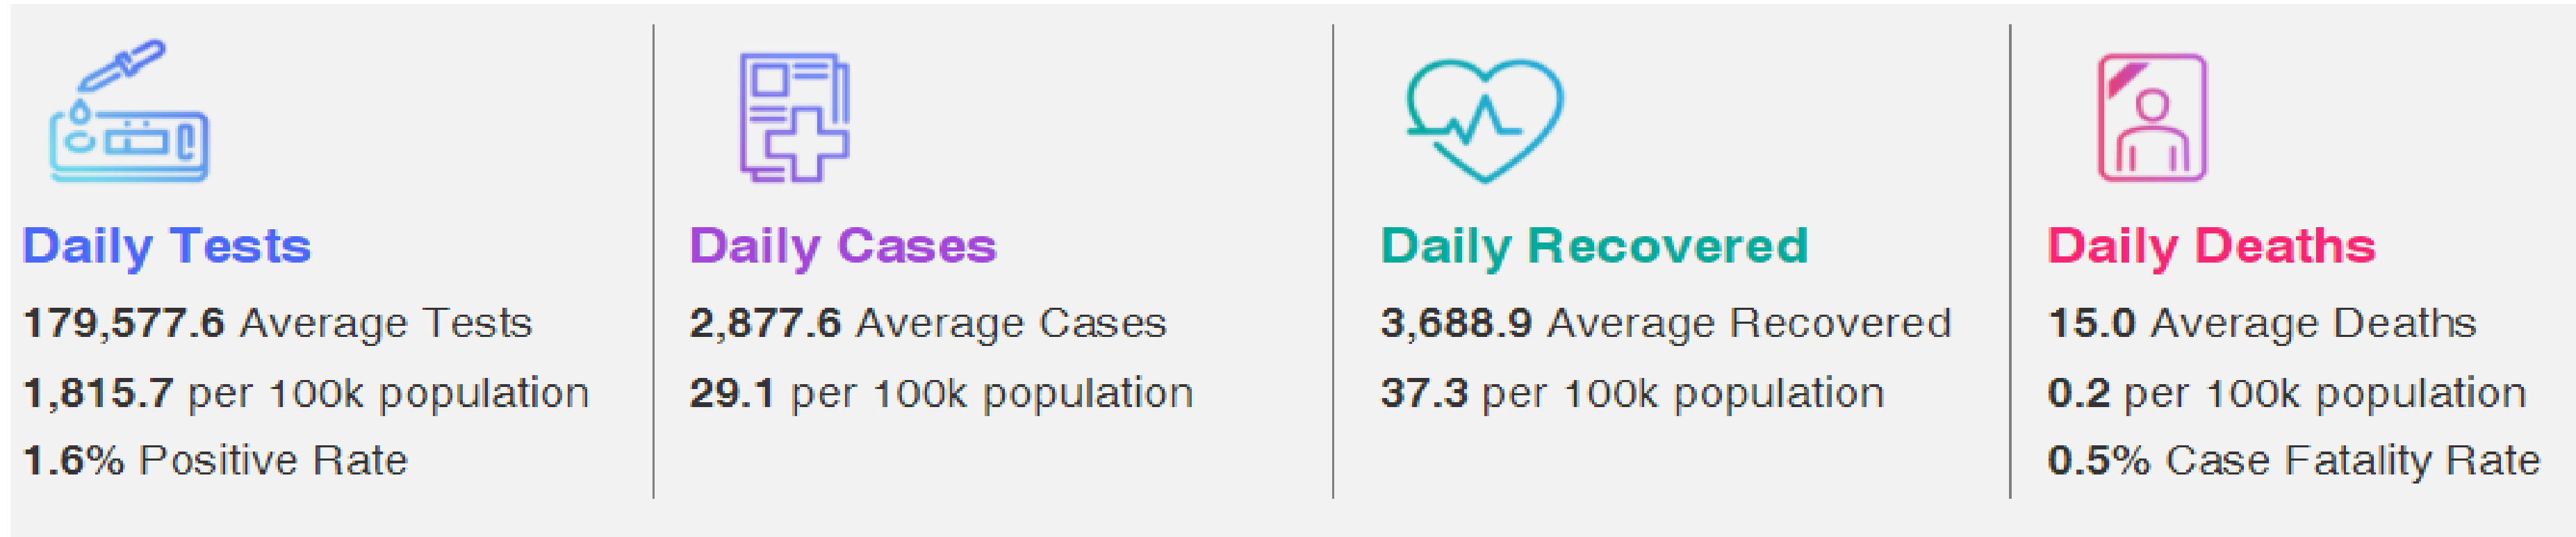 Daily Tests
179,577.6 Average Tests
1,815.7 per 100k population
1.6% Positive Rate
Daily Cases
2,877.6 Average Cases
29.1 per 100k population
Daily Recovered
3,688.9 Average Recovered
37.3 per 100k population
Daily Deaths
15.0 Average Deaths
0.2 per 100k population
0.5% Case Fatality Rate